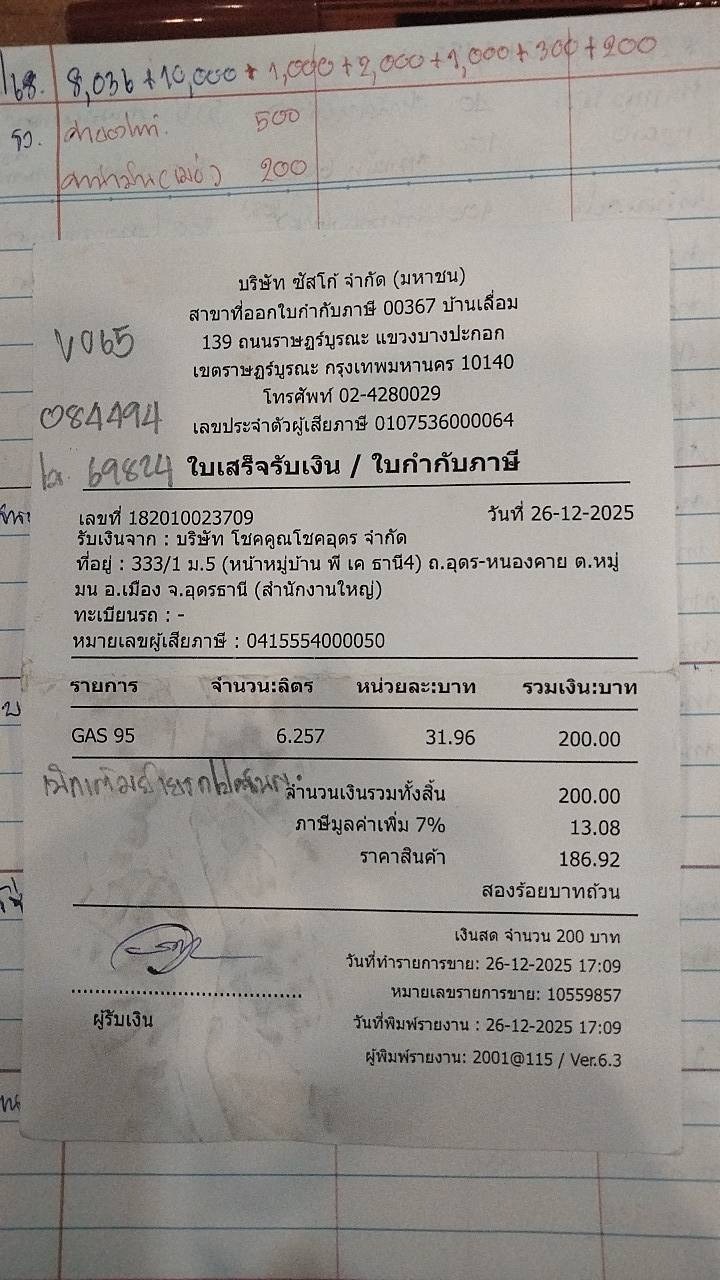 /68. 8,036 + 10,000 + 1,000 + 2,000 + 1,000 + 300 + 200
500
200
บริษัท ซัสโก้ จำกัด (มหาชน)
สาขาที่ออกใบกำกับภาษี 00367 บ้านเลื่อม
139 ถนนราษฎร์บูรณะ แขวงบางปะกอก
V065
เขตราษฎร์บูรณะ กรุงเทพมหานคร 10140
โทรศัพท์ 02-4280029
084494
เลขประจำตัวผู้เสียภาษี 0107536000064
69824
ใบเสร็จรับเงิน / ใบกำกับภาษี
เลขที่ 182010023709 วันที่ 26-12-2025
รับเงินจาก : บริษัท โชคคูณโชคอุดร จำกัด
ที่อยู่ : 333/1 ม.5 (หน้าหมู่บ้าน พี เค ธานี4) ถ.อุดร-หนองคาย ต.หมู่
มน อ.เมือง จ.อุดรธานี (สำนักงานใหญ่)
ทะเบียนรถ : -
หมายเลขผู้เสียภาษี : 0415554000050
รายการ จำนวน:ลิตร หน่วยละ:บาท รวมเงิน:บาท
GAS 95 6.257 31.96 200.00
จำนวนเงินรวมทั้งสิ้น 200.00
ภาษีมูลค่าเพิ่ม 7% 13.08
ราคาสินค้า 186.92
สองร้อยบาทถ้วน
เงินสด จำนวน 200 บาท
วันที่ทำรายการขาย: 26-12-2025 17:09
หมายเลขรายการขาย: 10559857
ผู้รับเงิน
วันที่พิมพ์รายงาน : 26-12-2025 17:09
ผู้พิมพ์รายงาน: 2001@115 / Ver.6.3